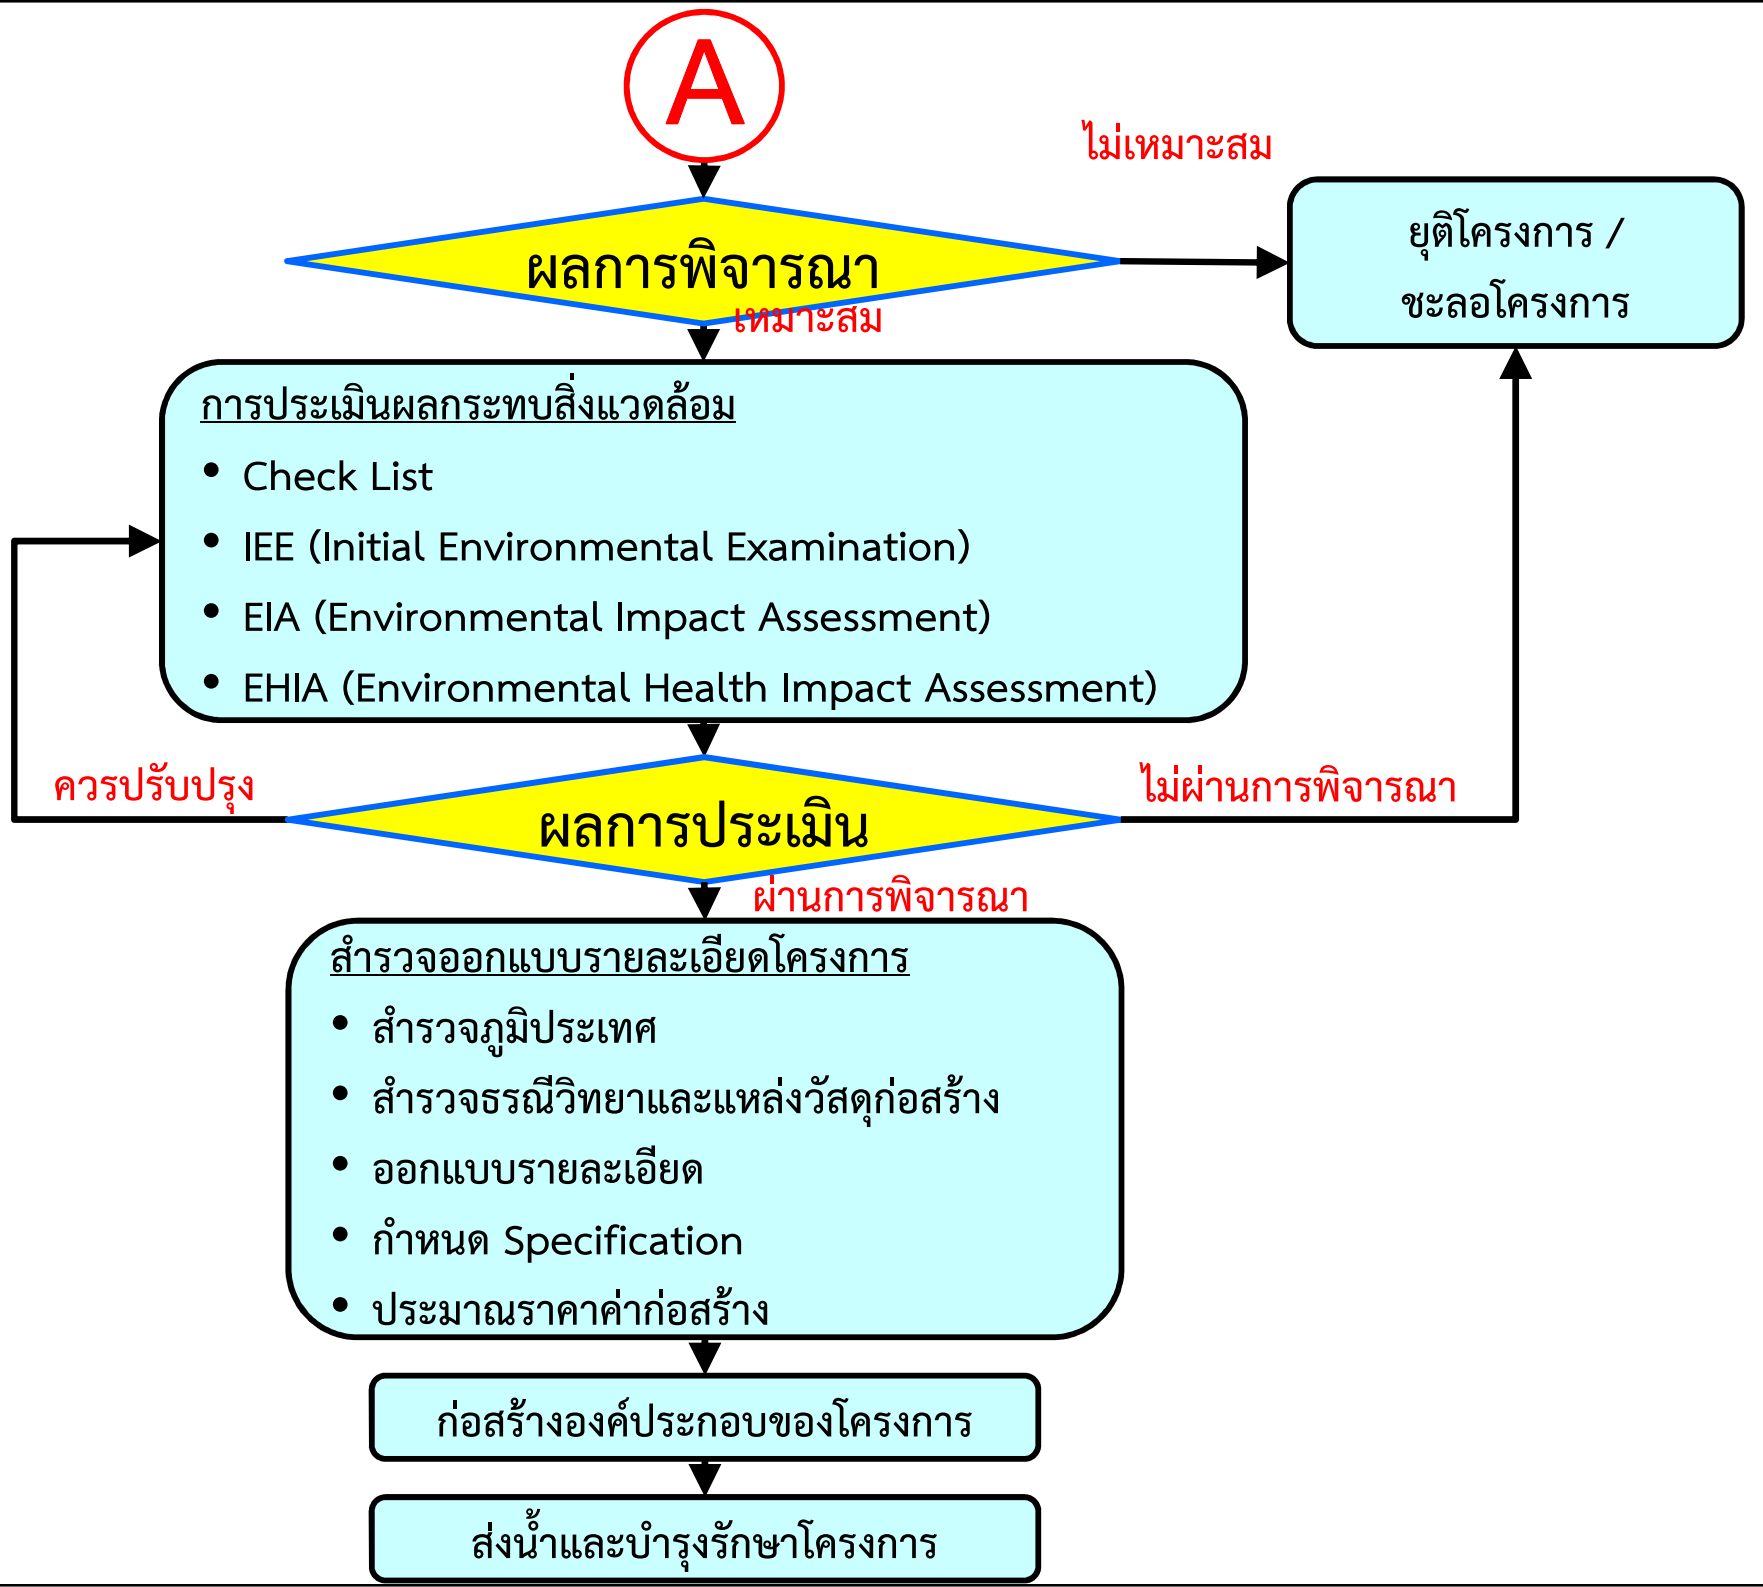 A
ไม่เหมาะสม
ผลการพิจารณา
ยุติโครงการ /
ชะลอโครงการ
เหมาะสม
การประเมินผลกระทบสิ่งแวดล้อม
• Check List
• IEE (Initial Environmental Examination)
• EIA (Environmental Impact Assessment)
• EHIA (Environmental Health Impact Assessment)
ควรปรับปรุง
ไม่ผ่านการพิจารณา
ผลการประเมิน
ผ่านการพิจารณา
สำรวจออกแบบรายละเอียดโครงการ
• สำรวจภูมิประเทศ
• สำรวจธรณีวิทยาและแหล่งวัสดุก่อสร้าง
• ออกแบบรายละเอียด
• กำหนด Specification
• ประมาณราคาค่าก่อสร้าง
ก่อสร้างองค์ประกอบของโครงการ
ส่งน้ำและบำรุงรักษาโครงการ